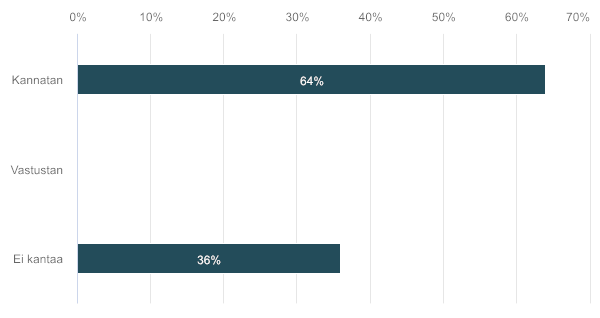 0% 10% 20% 30% 40% 50% 60% 70%
Kannatan 64%
Vastustan
Ei kantaa 36%